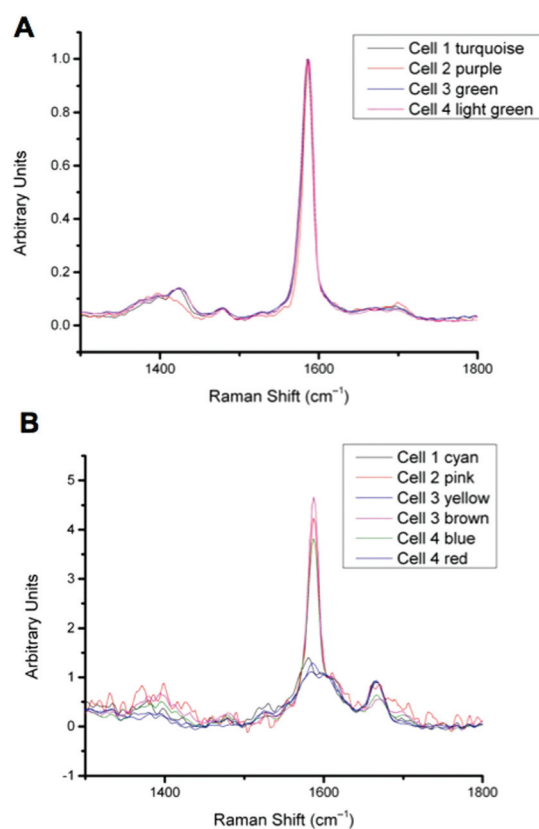 A
Cell 1 turquoise
Cell 2 purple
Cell 3 green
Cell 4 light green
1.0
0.8
0.6
0.4
0.2
0.0
Arbitrary Units
1400
1600
1800
Raman Shift (cm⁻¹)
B
Cell 1 cyan
Cell 2 pink
Cell 3 yellow
Cell 3 brown
Cell 4 blue
Cell 4 red
5
4
3
2
1
0
-1
Arbitrary Units
1400
1600
1800
Raman Shift (cm⁻¹)